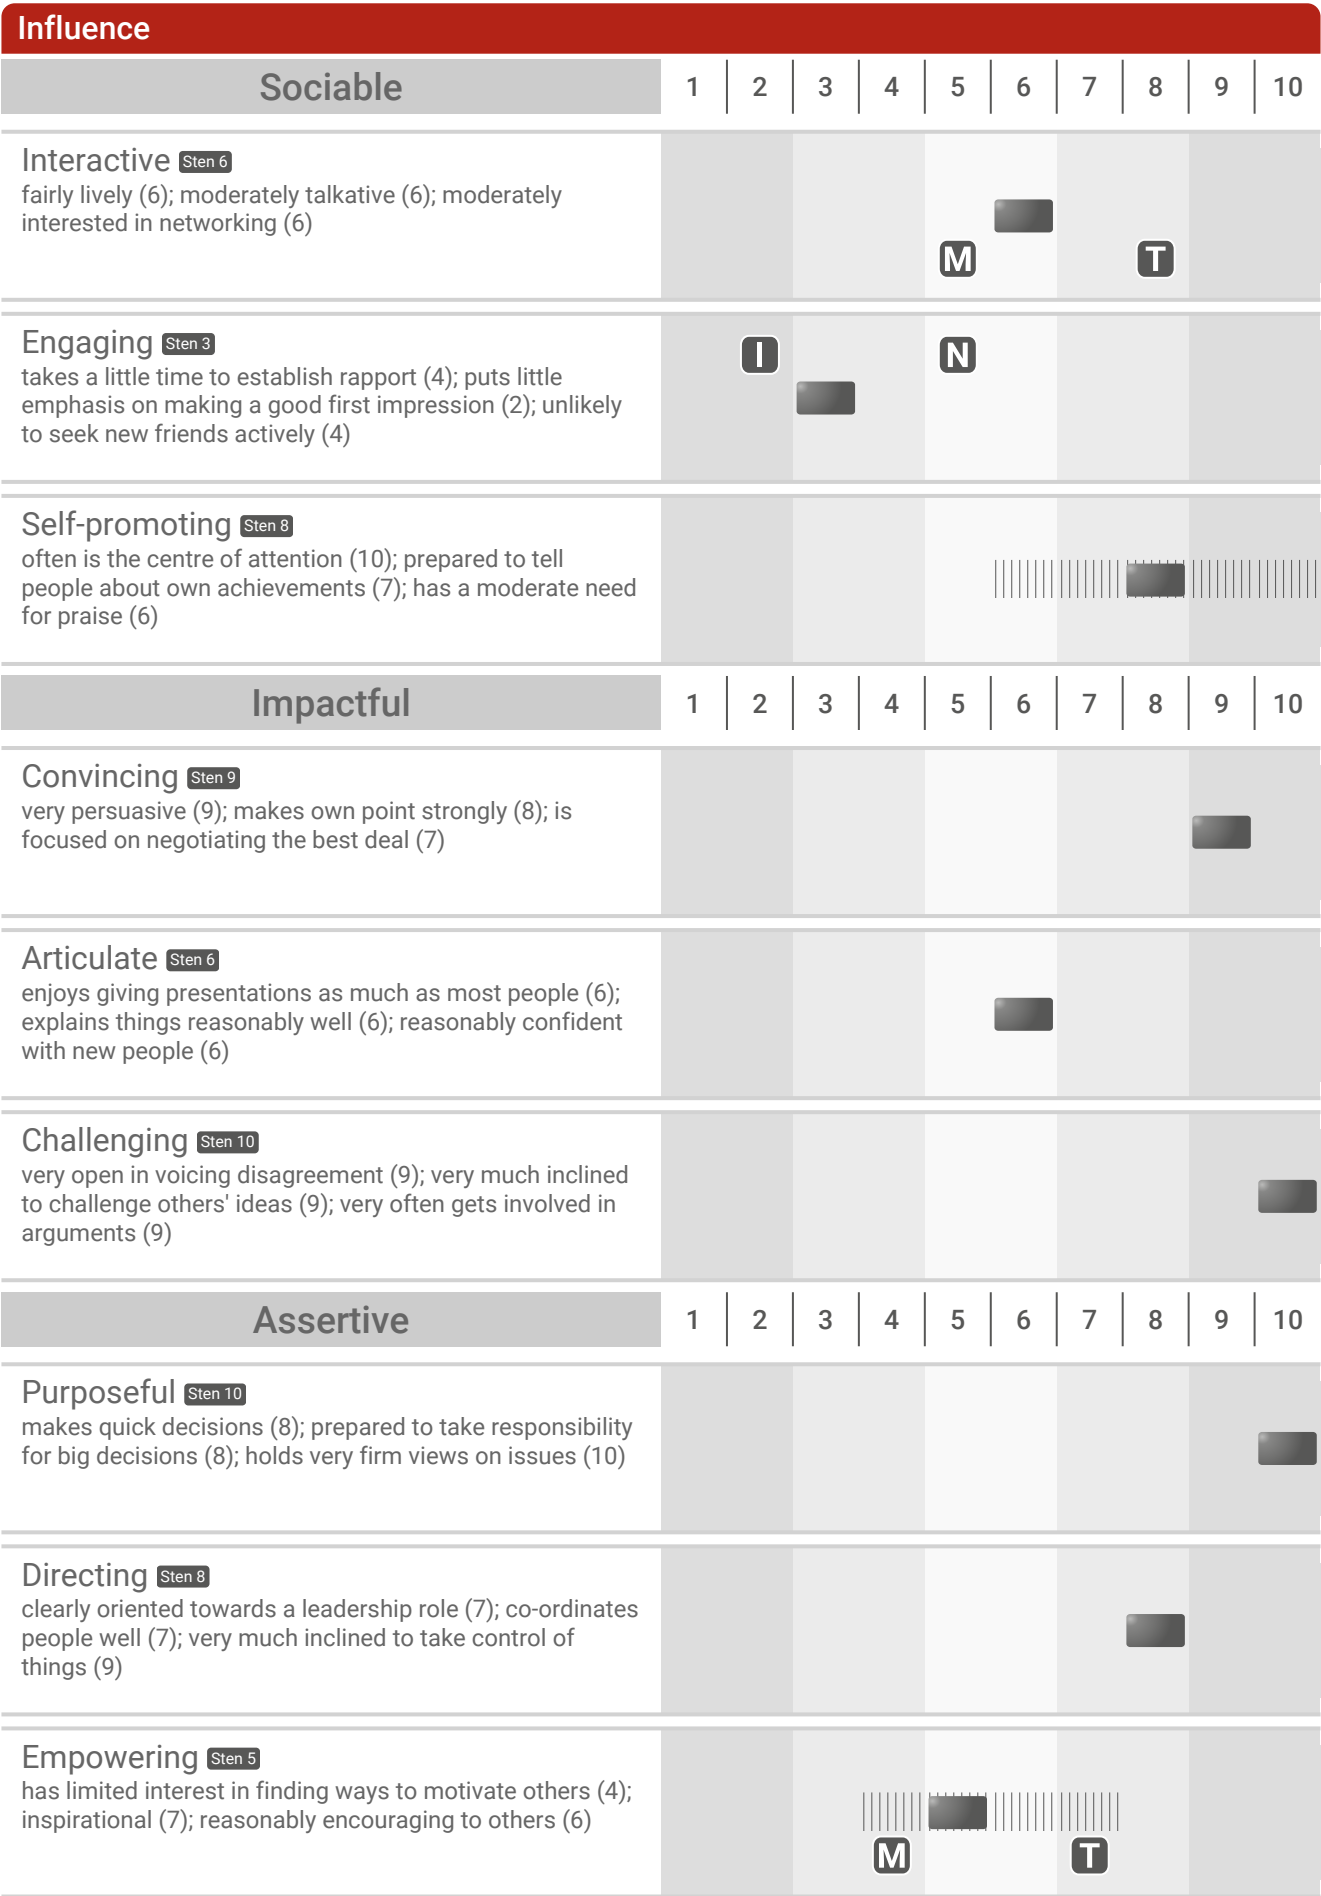 Influence
Sociable 1 2 3 4 5 6 7 8 9 10
Interactive Sten 6
fairly lively (6); moderately talkative (6); moderately
interested in networking (6)
M T
Engaging Sten 3
I N
takes a little time to establish rapport (4); puts little
emphasis on making a good first impression (2); unlikely
to seek new friends actively (4)
Self-promoting Sten 8
often is the centre of attention (10); prepared to tell
people about own achievements (7); has a moderate need
for praise (6)
Impactful 1 2 3 4 5 6 7 8 9 10
Convincing Sten 9
very persuasive (9); makes own point strongly (8); is
focused on negotiating the best deal (7)
Articulate Sten 6
enjoys giving presentations as much as most people (6);
explains things reasonably well (6); reasonably confident
with new people (6)
Challenging Sten 10
very open in voicing disagreement (9); very much inclined
to challenge others' ideas (9); very often gets involved in
arguments (9)
Assertive 1 2 3 4 5 6 7 8 9 10
Purposeful Sten 10
makes quick decisions (8); prepared to take responsibility
for big decisions (8); holds very firm views on issues (10)
Directing Sten 8
clearly oriented towards a leadership role (7); co-ordinates
people well (7); very much inclined to take control of
things (9)
Empowering Sten 5
has limited interest in finding ways to motivate others (4);
inspirational (7); reasonably encouraging to others (6)
M T